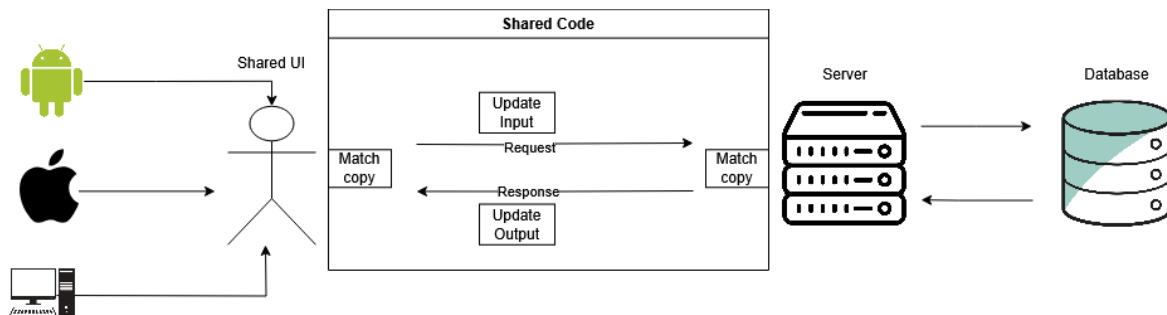 Shared Code
Shared UI
Server
Database
Update
Input
Request
Match
copy
Match
copy
Response
Update
Output